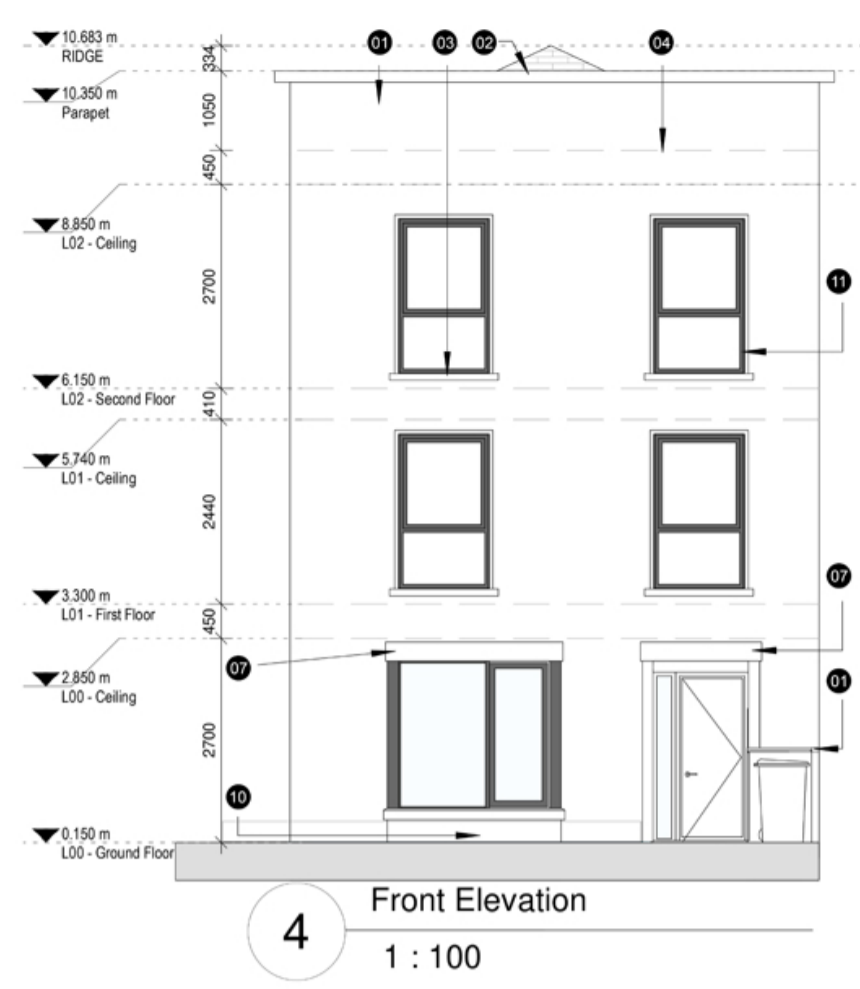 10.683 m
RIDGE
10.350 m
Parapet
8.850 m
L02 - Ceiling
6.150 m
L02 - Second Floor
5.740 m
L01 - Ceiling
3.300 m
L01 - First Floor
2.850 m
L00 - Ceiling
0.150 m
L00 - Ground Floor
334
1050
450
2700
410
2440
450
2700
01
03
02
04
11
07
07
01
10
4
Front Elevation
1 : 100